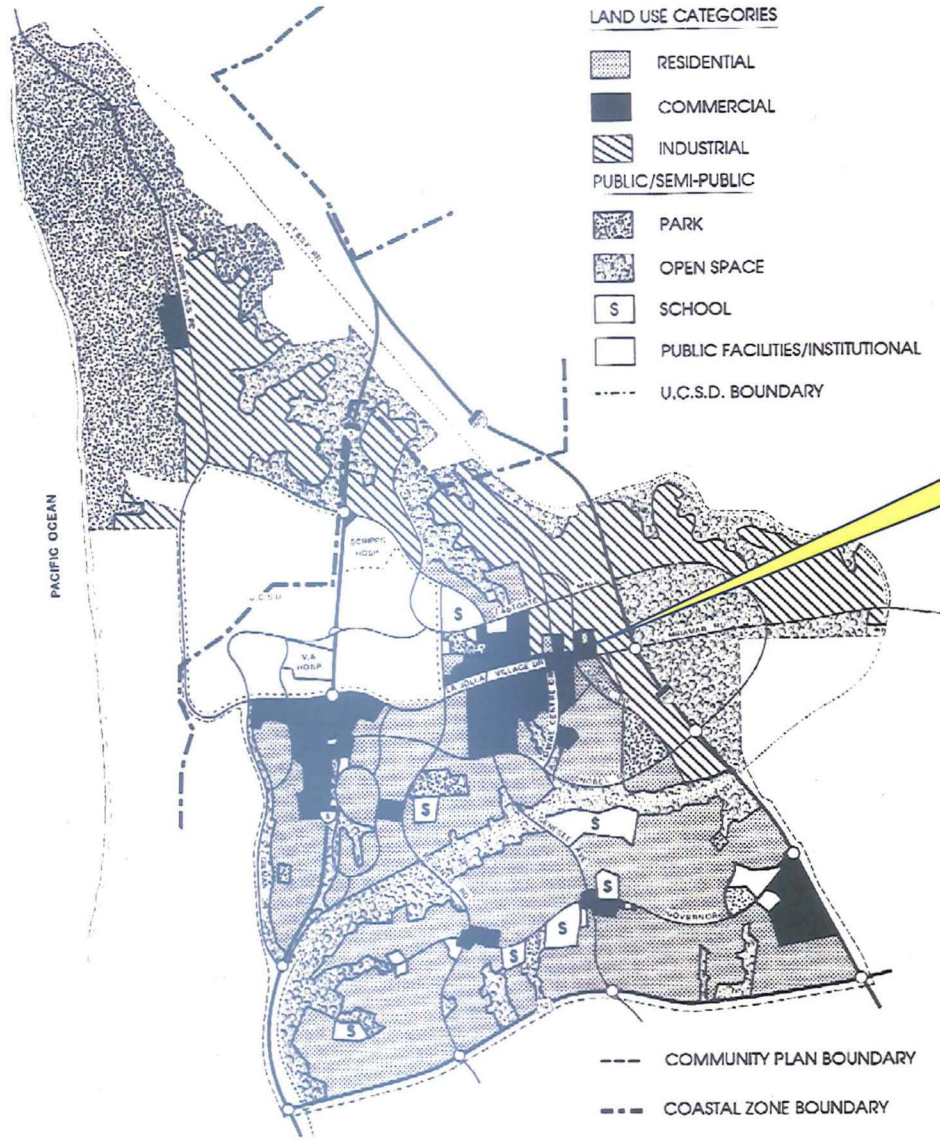 LAND USE CATEGORIES
RESIDENTIAL
COMMERCIAL
INDUSTRIAL
PUBLIC/SEMI-PUBLIC
PARK
OPEN SPACE
S SCHOOL
PUBLIC FACILITIES/INSTITUTIONAL
U.C.S.D. BOUNDARY
PACIFIC OCEAN
SCRIPPS
HOSP
V.A
HOSP
S
S
MIRAMAR
LA JOLLA VILLAGE DR
S
S
S
GOVERNOR
S
S
S
COMMUNITY PLAN BOUNDARY
COASTAL ZONE BOUNDARY